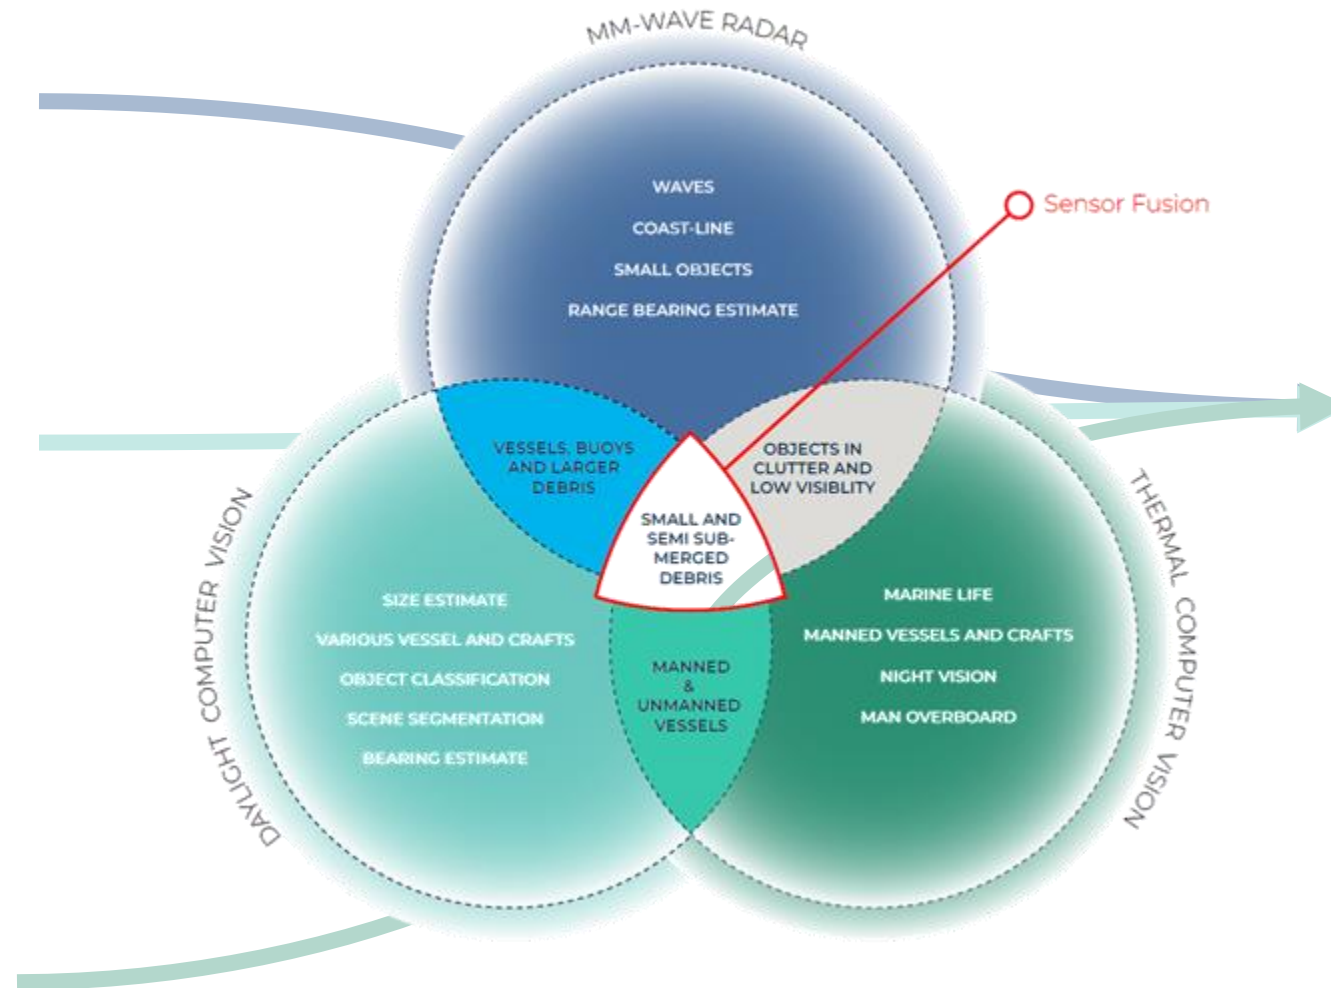 MM-WAVE RADAR
WAVES
COAST-LINE
SMALL OBJECTS
RANGE BEARING ESTIMATE
Sensor Fusion
VESSELS, BUOYS
AND LARGER
DEBRIS
OBJECTS IN
CLUTTER AND
LOW VISIBLITY
SMALL AND
SEMI SUB-
MERGED
DEBRIS
DAYLIGHT COMPUTER VISION
SIZE ESTIMATE
VARIOUS VESSEL AND CRAFTS
OBJECT CLASSIFICATION
SCENE SEGMENTATION
BEARING ESTIMATE
MANNED
&
UNMANNED
VESSELS
THERMAL COMPUTER VISION
MARINE LIFE
MANNED VESSELS AND CRAFTS
NIGHT VISION
MAN OVERBOARD